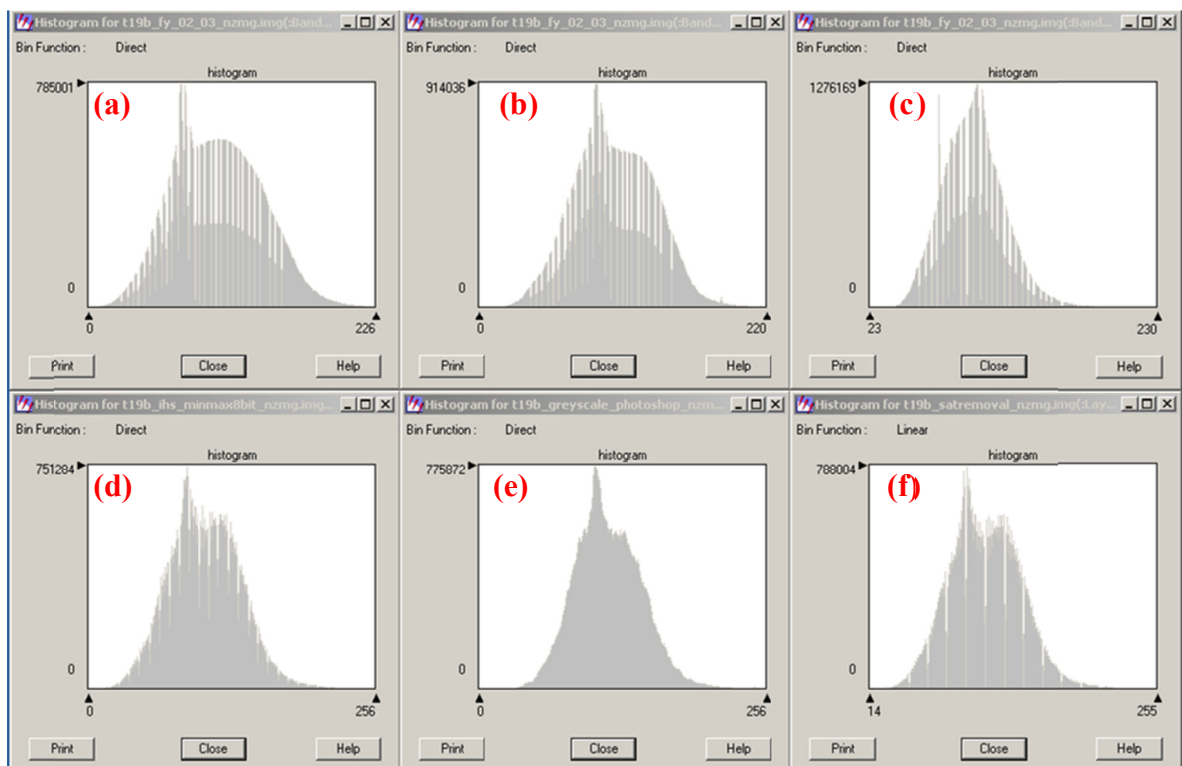 Histogram for t19b_fy_02_03_nzmg.img(:Band...
Bin Function : Direct
histogram
785001
(a)
0
0 226
Print Close Help
Histogram for t19b_fy_02_03_nzmg.img(:Band...
Bin Function : Direct
histogram
914036
(b)
0
0 220
Print Close Help
Histogram for t19b_fy_02_03_nzmg.img(:Band...
Bin Function : Direct
histogram
1276169
(c)
0
23 230
Print Close Help
Histogram for t19b_ihs_minmax8bit_nzmg.img...
Bin Function : Direct
histogram
751284
(d)
0
0 256
Print Close Help
Histogram for t19b_greyscale_photoshop_nzm...
Bin Function : Direct
histogram
775872
(e)
0
0 256
Print Close Help
Histogram for t19b_satremoval_nzmg.img(:Lay...
Bin Function : Linear
histogram
788004
(f)
0
14 255
Print Close Help